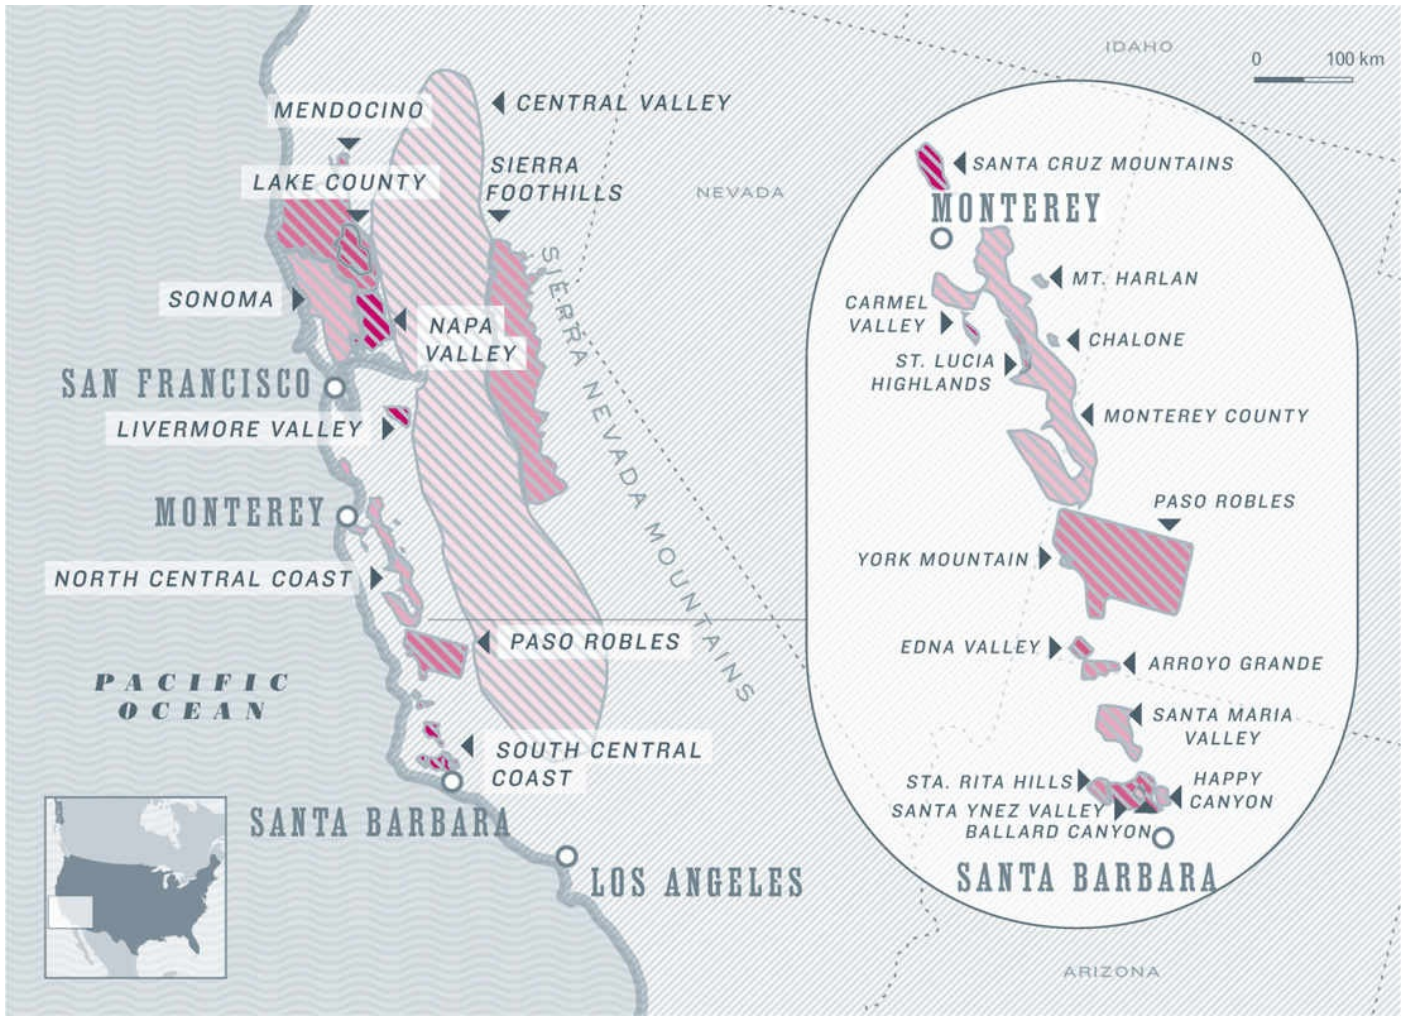 IDAHO
0 100 km
MENDOCINO
CENTRAL VALLEY
LAKE COUNTY
SIERRA
FOOTHILLS
NEVADA
SONOMA
NAPA
VALLEY
SIERRA NEVADA MOUNTAINS
SAN FRANCISCO
LIVERMORE VALLEY
MONTEREY
NORTH CENTRAL COAST
PASO ROBLES
PACIFIC
OCEAN
SOUTH CENTRAL
COAST
SANTA BARBARA
LOS ANGELES
SANTA CRUZ MOUNTAINS
MONTEREY
MT. HARLAN
CARMEL
VALLEY
CHALONE
ST. LUCIA
HIGHLANDS
MONTEREY COUNTY
PASO ROBLES
YORK MOUNTAIN
EDNA VALLEY
ARROYO GRANDE
SANTA MARIA
VALLEY
STA. RITA HILLS
HAPPY
CANYON
SANTA YNEZ VALLEY
BALLARD CANYON
SANTA BARBARA
ARIZONA